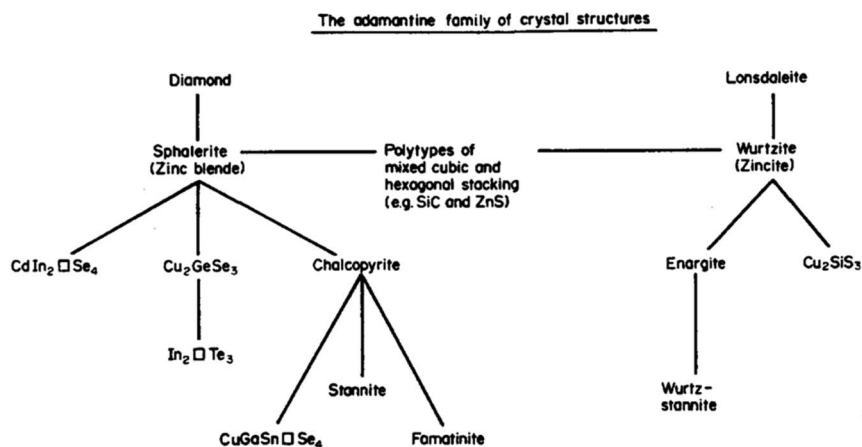 The adamantine family of crystal structures
Diamond
Lonsdaleite
Sphalerite
(Zinc blende)
Polytypes of
mixed cubic and
hexagonal stacking
(e.g. SiC and ZnS)
Wurtzite
(Zincite)
CdIn₂□Se₄
Cu₂GeSe₃
Chalcopyrite
Enargite
Cu₂SiS₃
In₂□Te₃
Stannite
Wurtz-
stannite
CuGaSn□Se₄
Famatinite